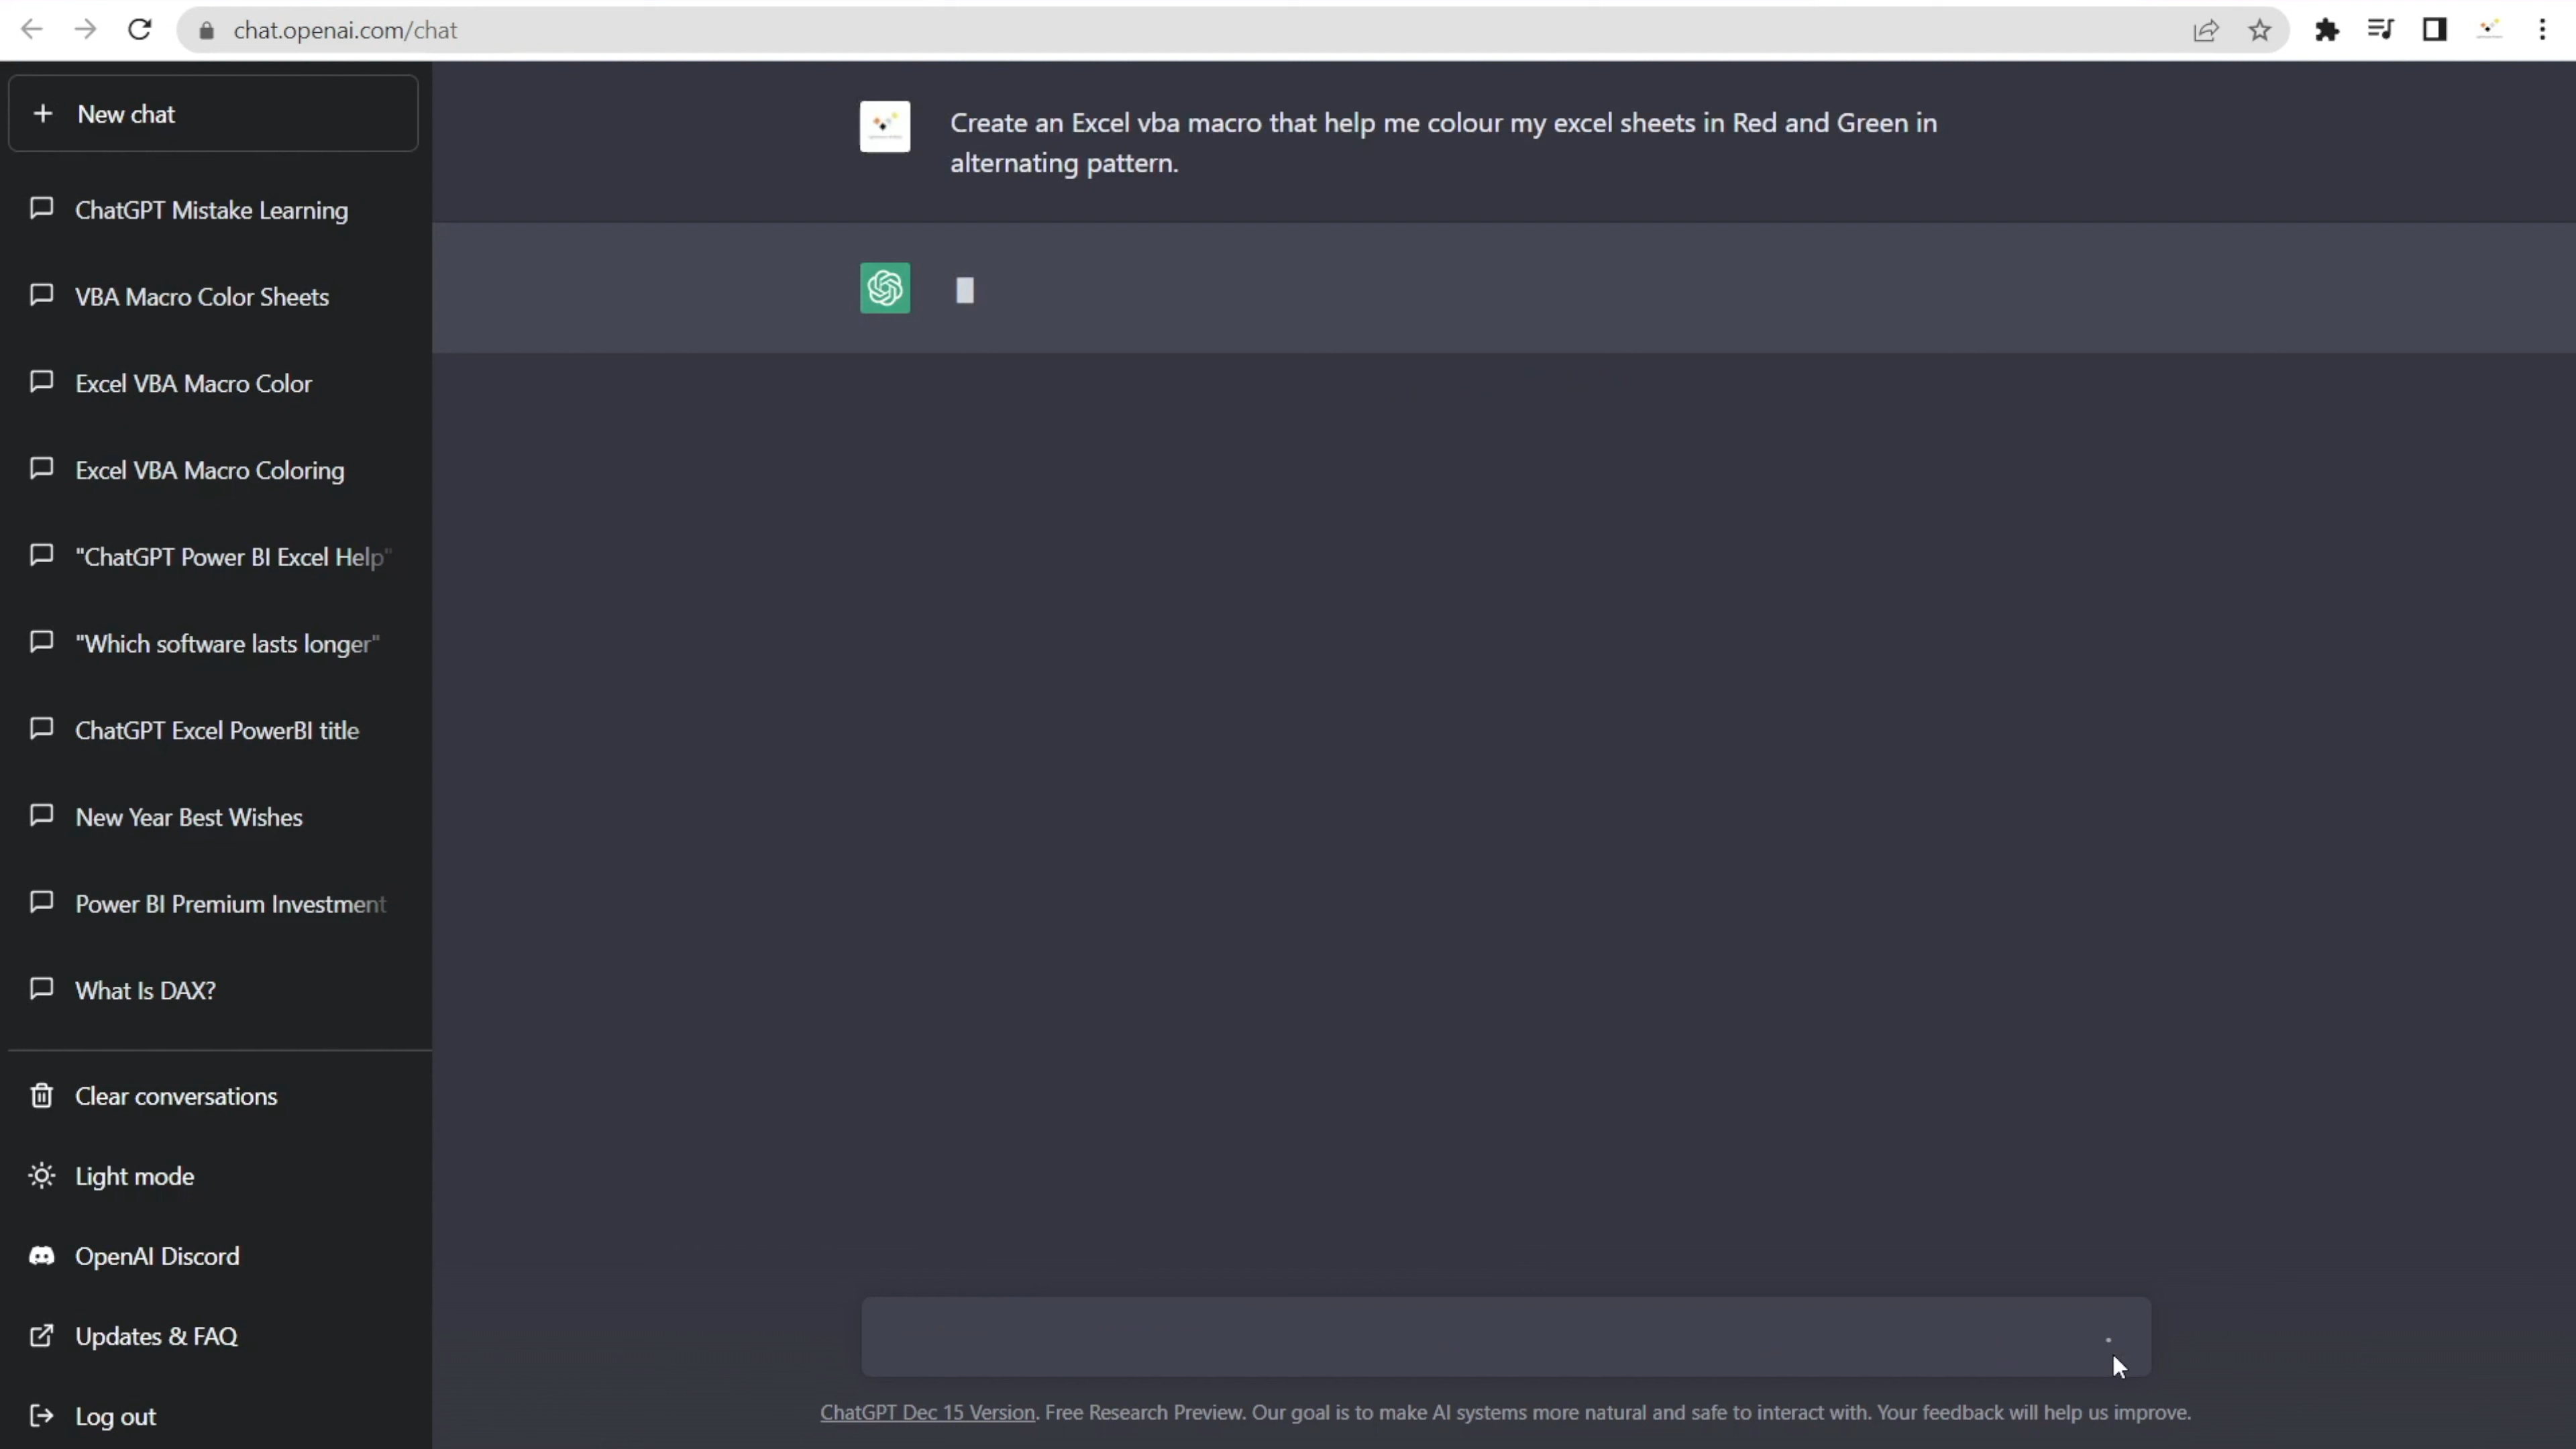 chat.openai.com/chat
New chat
ChatGPT Mistake Learning
VBA Macro Color Sheets
Excel VBA Macro Color
Excel VBA Macro Coloring
"ChatGPT Power BI Excel Help"
"Which software lasts longer"
ChatGPT Excel PowerBI title
New Year Best Wishes
Power BI Premium Investment
What Is DAX?
Clear conversations
Light mode
OpenAI Discord
Updates & FAQ
Log out
Create an Excel vba macro that help me colour my excel sheets in Red and Green in
alternating pattern.
ChatGPT Dec 15 Version. Free Research Preview. Our goal is to make AI systems more natural and safe to interact with. Your feedback will help us improve.